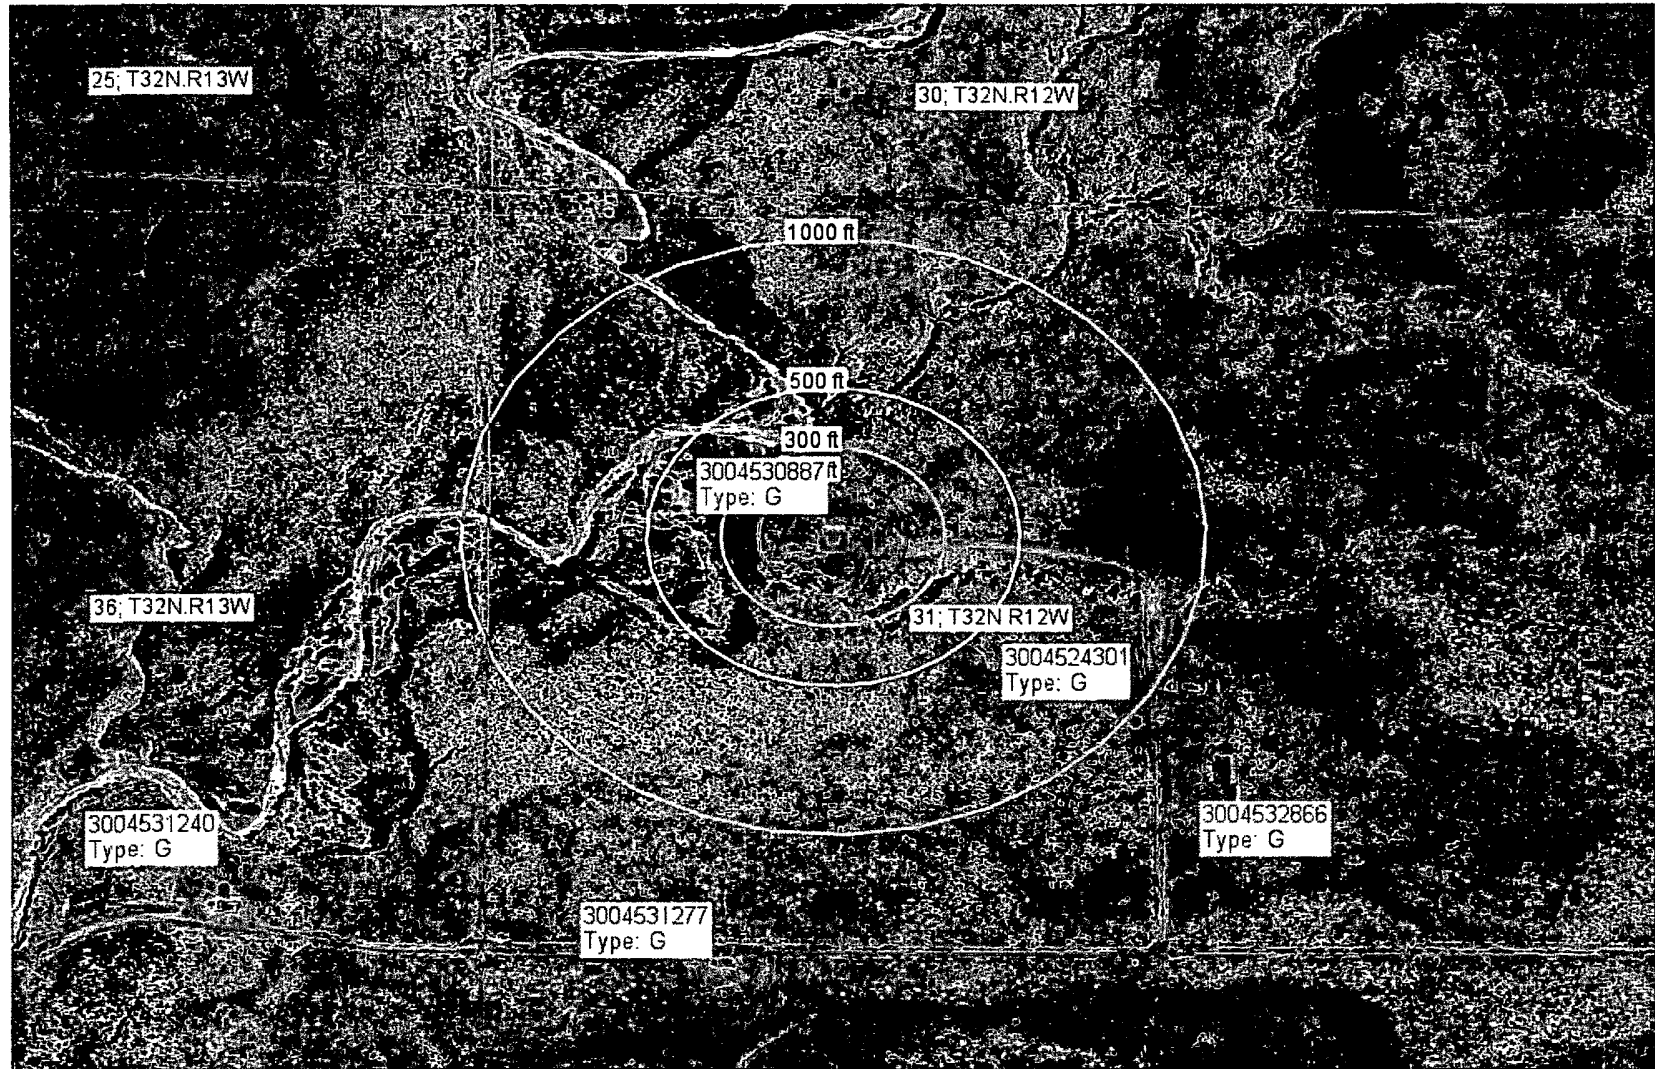 25; T32N.R13W
30; T32N.R12W
1000 ft
500 ft
300 ft
3004530887ft
Type: G
36; T32N.R13W
31; T32N R12W
3004524301
Type: G
3004531240
Type: G
3004532866
Type: G
3004531277
Type: G